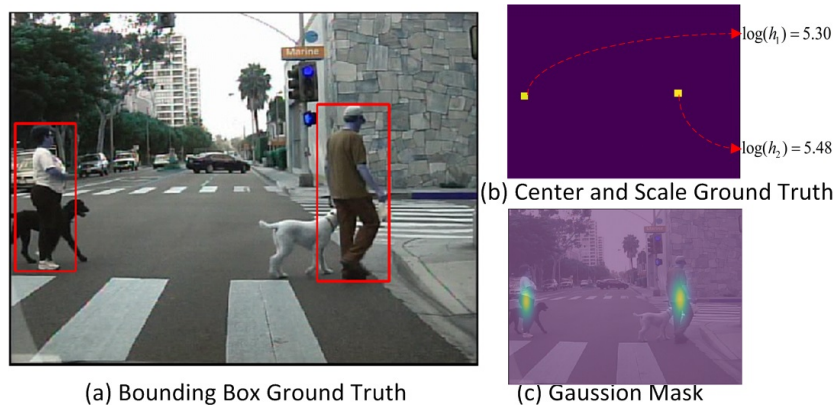 Marine
log(h₁) = 5.30
log(h₂) = 5.48
(b) Center and Scale Ground Truth
(a) Bounding Box Ground Truth
(c) Gaussion Mask